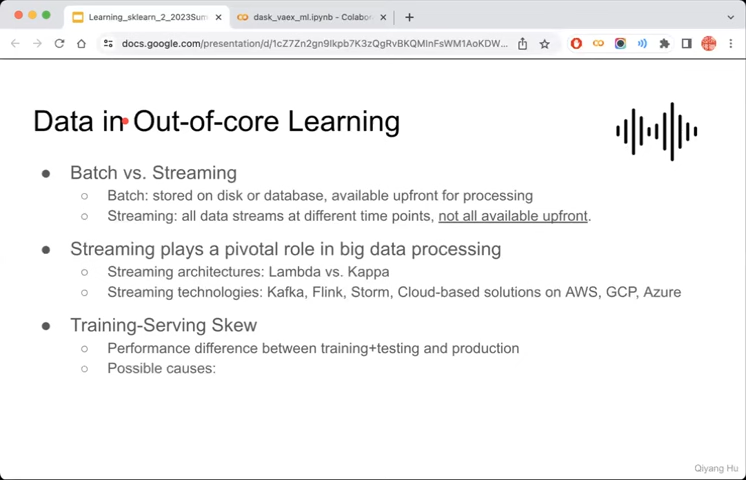 Learning_sklearn_2_2023Sum
dask_vaex_ml.ipynb - Colabo
docs.google.com/presentation/d/1cZ7Zn2gn9Ikpb7K3zQgRvBKQMlnFsWM1AoKDW...
Data in Out-of-core Learning
● Batch vs. Streaming
○ Batch: stored on disk or database, available upfront for processing
○ Streaming: all data streams at different time points, not all available upfront.
● Streaming plays a pivotal role in big data processing
○ Streaming architectures: Lambda vs. Kappa
○ Streaming technologies: Kafka, Flink, Storm, Cloud-based solutions on AWS, GCP, Azure
● Training-Serving Skew
○ Performance difference between training+testing and production
○ Possible causes:
Qiyang Hu